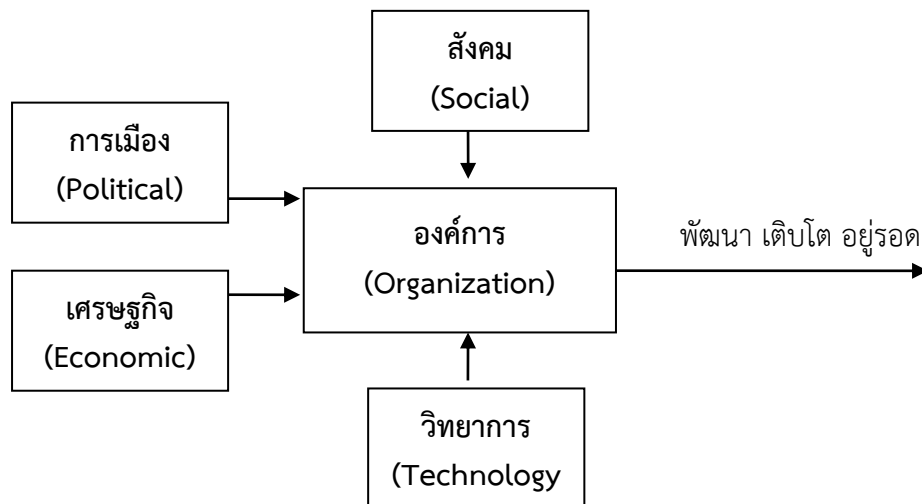 สังคม
(Social)
การเมือง
(Political)
องค์การ
(Organization)
พัฒนา เติบโต อยู่รอด
เศรษฐกิจ
(Economic)
วิทยาการ
(Technology